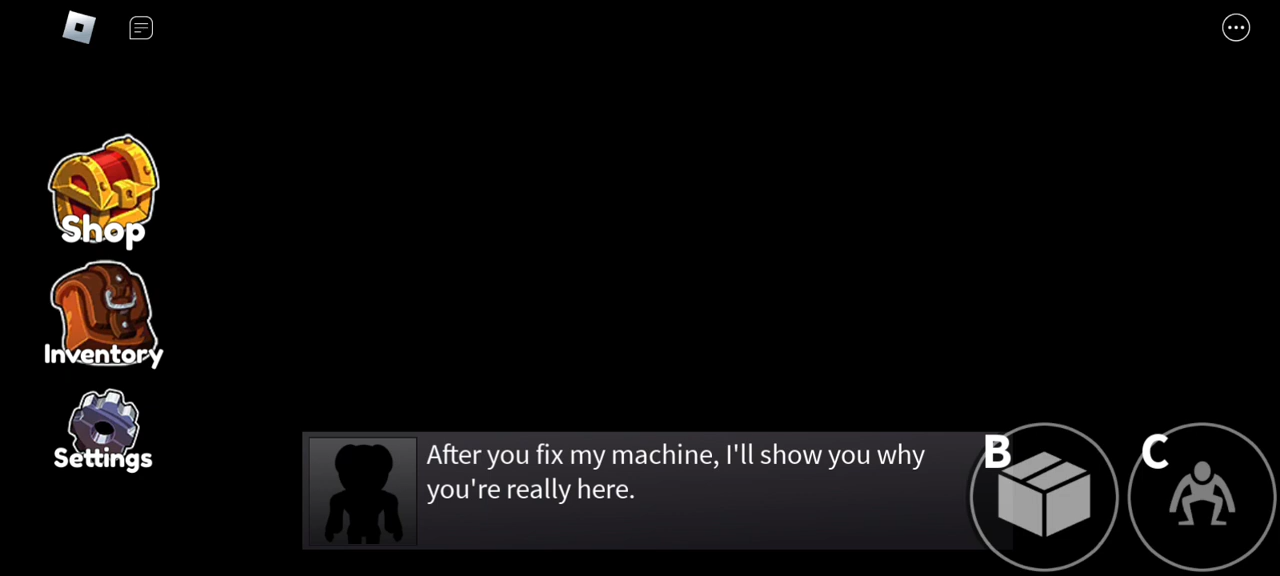 Shop
Inventory
Settings
After you fix my machine, I'll show you why
you're really here.
B
C